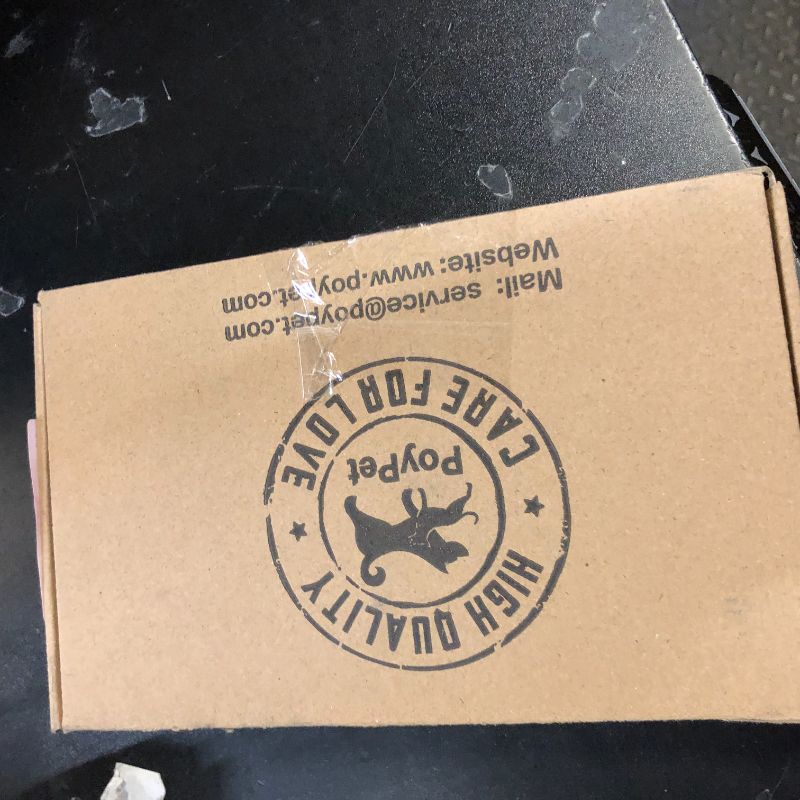 HIGH QUALITY
PoyPet
CARE FOR LOVE
Mail: service@poypet.com
Website: www.poypet.com